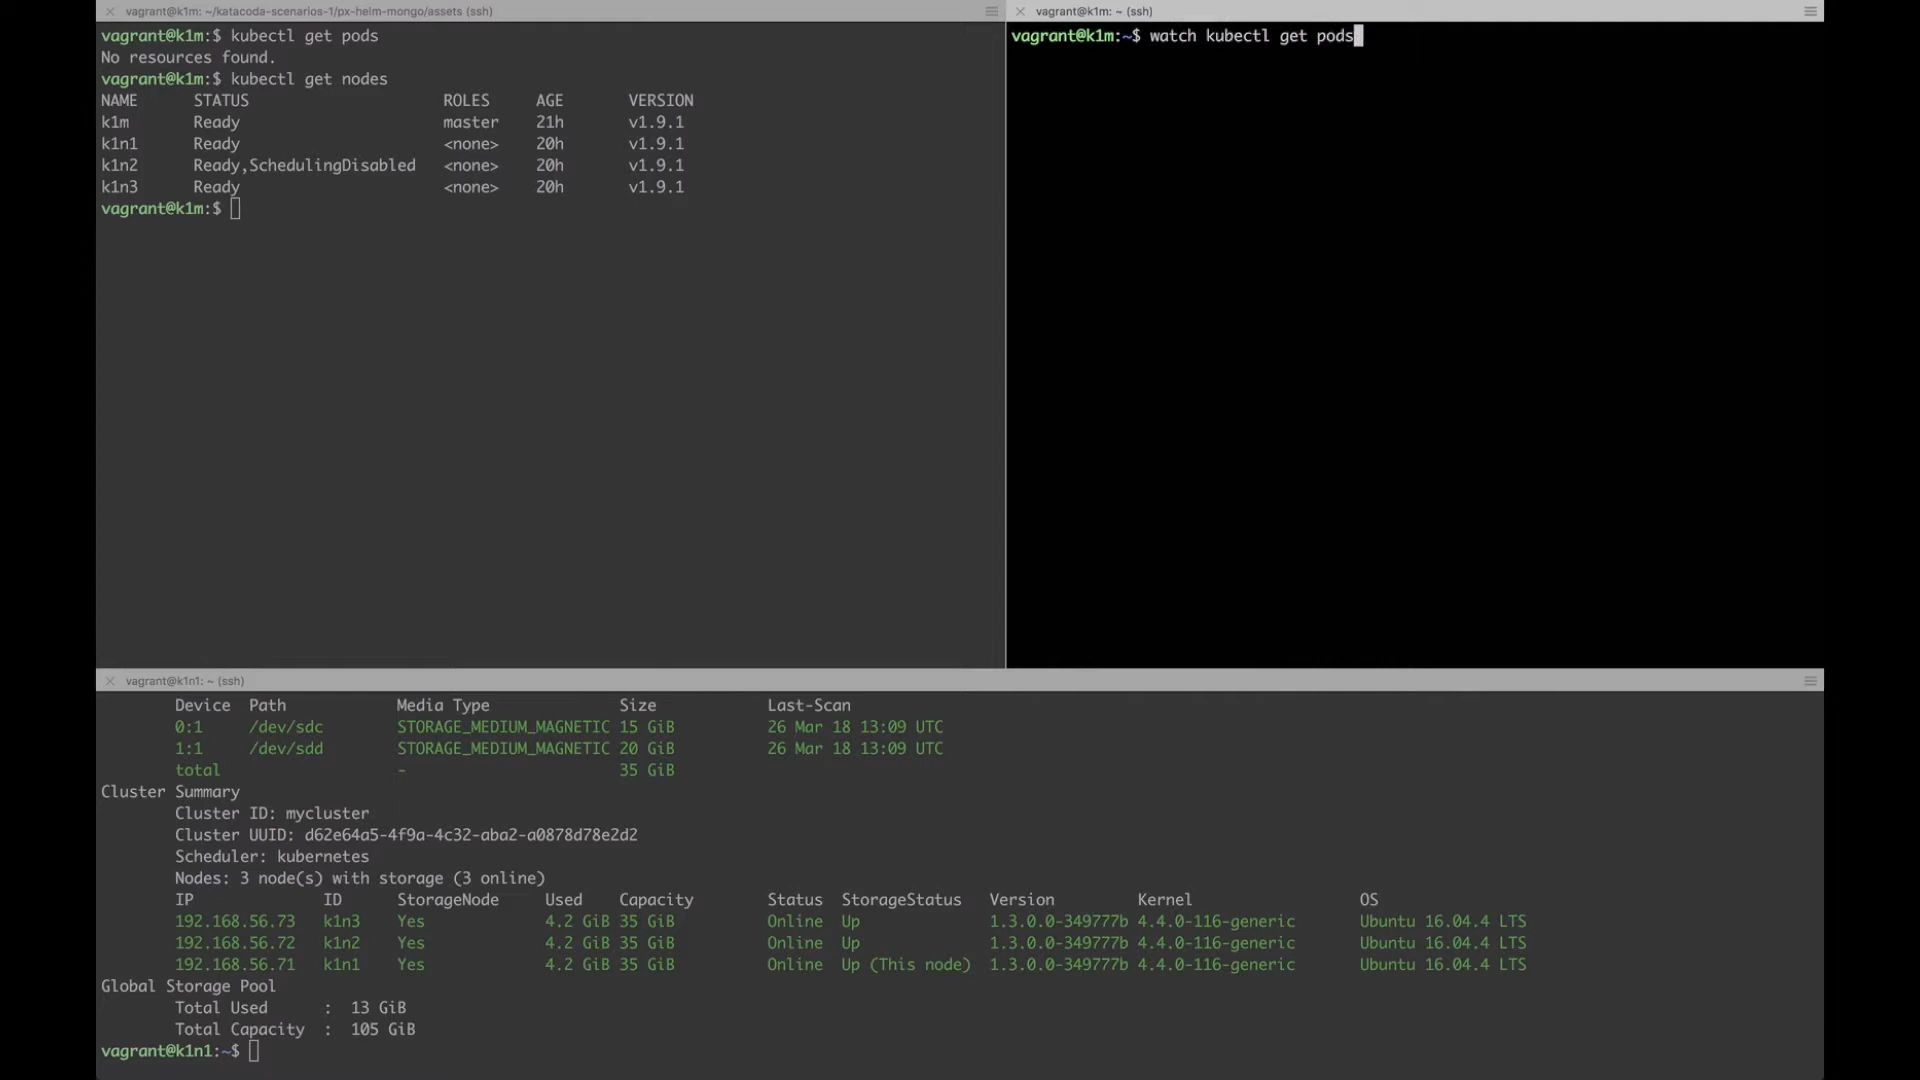 vagrant@k1m: ~/katacoda-scenarios-1/px-helm-mongo/assets (ssh)
vagrant@k1m:$ kubectl get pods
No resources found.
vagrant@k1m:$ kubectl get nodes
NAME STATUS ROLES AGE VERSION
k1m Ready master 21h v1.9.1
k1n1 Ready <none> 20h v1.9.1
k1n2 Ready,SchedulingDisabled <none> 20h v1.9.1
k1n3 Ready <none> 20h v1.9.1
vagrant@k1m:$
vagrant@k1m: ~ (ssh)
vagrant@k1m:~$ watch kubectl get pods
vagrant@k1n1: ~ (ssh)
Device Path Media Type Size Last-Scan
0:1 /dev/sdc STORAGE_MEDIUM_MAGNETIC 15 GiB 26 Mar 18 13:09 UTC
1:1 /dev/sdd STORAGE_MEDIUM_MAGNETIC 20 GiB 26 Mar 18 13:09 UTC
total - 35 GiB
Cluster Summary
Cluster ID: mycluster
Cluster UUID: d62e64a5-4f9a-4c32-aba2-a0878d78e2d2
Scheduler: kubernetes
Nodes: 3 node(s) with storage (3 online)
IP ID StorageNode Used Capacity Status StorageStatus Version Kernel OS
192.168.56.73 k1n3 Yes 4.2 GiB 35 GiB Online Up 1.3.0.0-349777b 4.4.0-116-generic Ubuntu 16.04.4 LTS
192.168.56.72 k1n2 Yes 4.2 GiB 35 GiB Online Up 1.3.0.0-349777b 4.4.0-116-generic Ubuntu 16.04.4 LTS
192.168.56.71 k1n1 Yes 4.2 GiB 35 GiB Online Up (This node) 1.3.0.0-349777b 4.4.0-116-generic Ubuntu 16.04.4 LTS
Global Storage Pool
Total Used : 13 GiB
Total Capacity : 105 GiB
vagrant@k1n1:~$